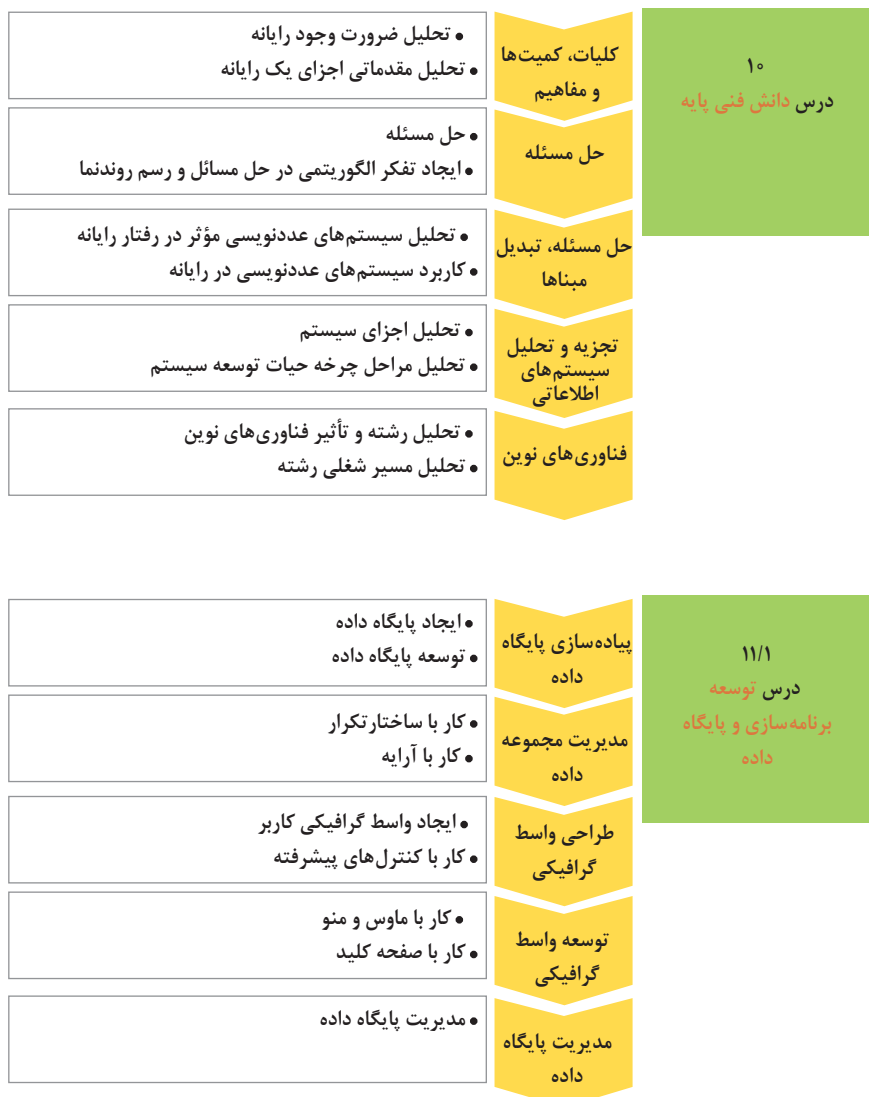 ۱۰
درس دانش فنی پایه
کلیات، کمیت‌ها
و مفاهیم
• تحلیل ضرورت وجود رایانه
• تحلیل مقدماتی اجزای یک رایانه
حل مسئله
• حل مسئله
• ایجاد تفکر الگوریتمی در حل مسائل و رسم روندنما
حل مسئله، تبدیل
مبناها
• تحلیل سیستم‌های عددنویسی مؤثر در رفتار رایانه
• کاربرد سیستم‌های عددنویسی در رایانه
تجزیه و تحلیل
سیستم‌های
اطلاعاتی
• تحلیل اجزای سیستم
• تحلیل مراحل چرخه حیات توسعه سیستم
فناوری‌های نوین
• تحلیل رشته و تأثیر فناوری‌های نوین
• تحلیل مسیر شغلی رشته
۱۱/۱
درس توسعه
برنامه‌سازی و پایگاه
داده
پیاده‌سازی پایگاه
داده
• ایجاد پایگاه داده
• توسعه پایگاه داده
مدیریت مجموعه
داده
• کار با ساختارتکرار
• کار با آرایه
طراحی واسط
گرافیکی
• ایجاد واسط گرافیکی کاربر
• کار با کنترل‌های پیشرفته
توسعه واسط
گرافیکی
• کار با ماوس و منو
• کار با صفحه کلید
مدیریت پایگاه
داده
• مدیریت پایگاه داده